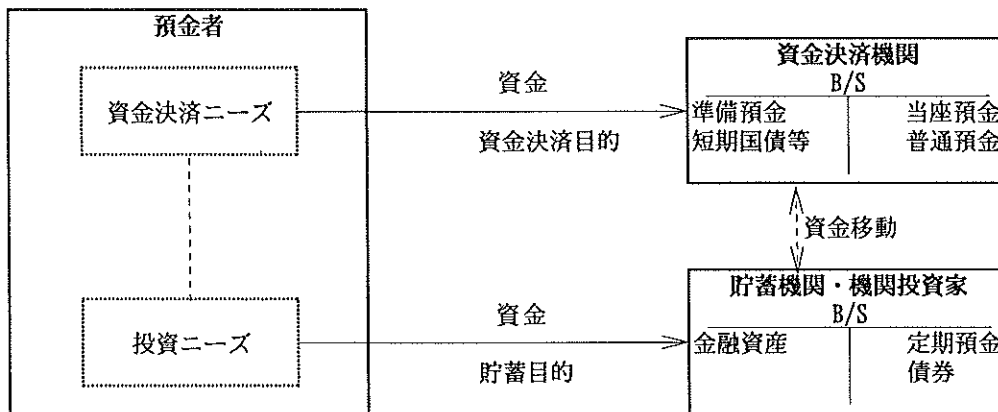 預金者
資金決済ニーズ
資金
資金決済目的
資金決済機関
B/S
準備預金 当座預金
短期国債等 普通預金
資金移動
投資ニーズ
資金
貯蓄目的
貯蓄機関・機関投資家
B/S
金融資産 定期預金
債券